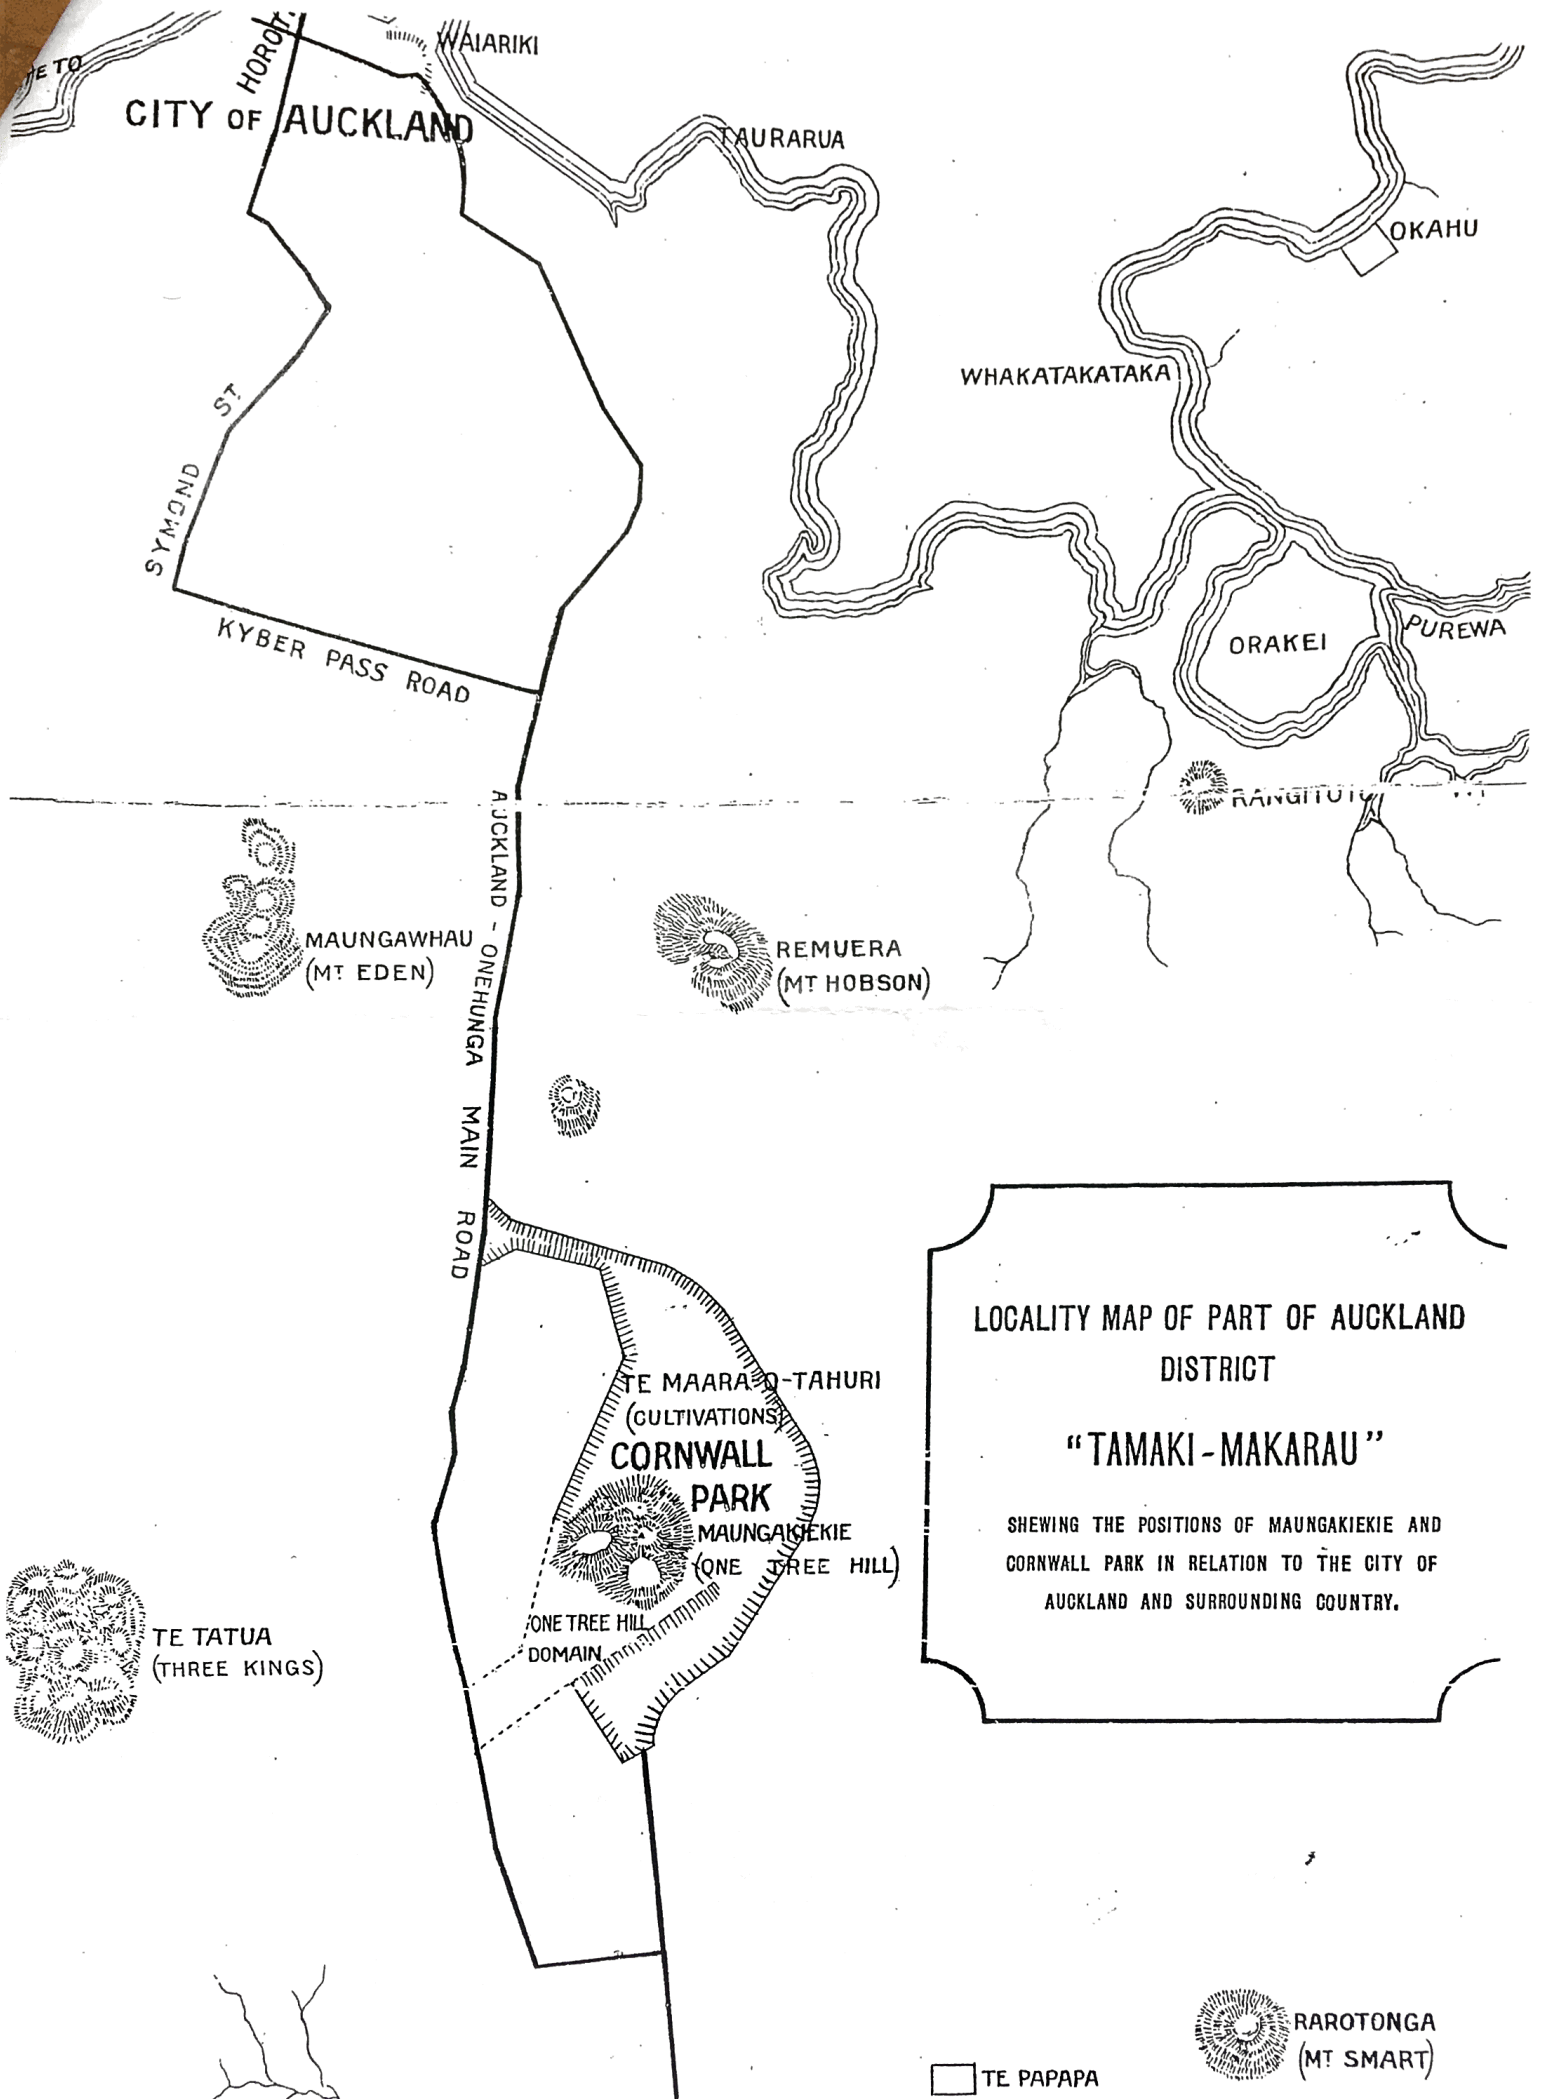 WAIARIKI
TO
CITY OF AUCKLAND
TAURARUA
OKAHU
WHAKATAKATAKA
SYMOND ST.
KYBER PASS ROAD
ORAKEI
PUREWA
RANGITOTO
AUCKLAND - ONEHUNGA MAIN ROAD
MAUNGAWHAU
(MT EDEN)
REMUERA
(MT HOBSON)
LOCALITY MAP OF PART OF AUCKLAND
DISTRICT
"TAMAKI-MAKARAU"
SHEWING THE POSITIONS OF MAUNGAKIEKIE AND
CORNWALL PARK IN RELATION TO THE CITY OF
AUCKLAND AND SURROUNDING COUNTRY.
TE MAARA-O-TAHURI
(CULTIVATIONS)
CORNWALL
PARK
MAUNGAKIEKIE
(ONE TREE HILL)
ONE TREE HILL
DOMAIN
TE TATUA
(THREE KINGS)
RAROTONGA
(MT SMART)
TE PAPAPA